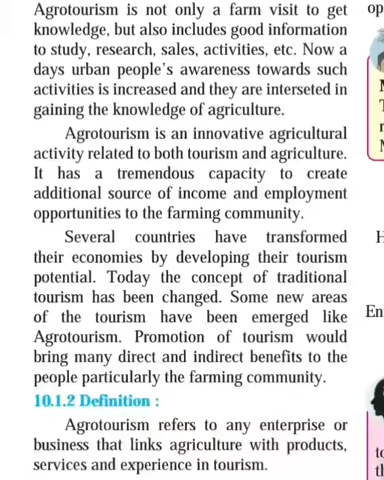 Agrotourism is not only a farm visit to get
knowledge, but also includes good information
to study, research, sales, activities, etc. Now a
days urban people's awareness towards such
activities is increased and they are interseted in
gaining the knowledge of agriculture.
Agrotourism is an innovative agricultural
activity related to both tourism and agriculture.
It has a tremendous capacity to create
additional source of income and employment
opportunities to the farming community.
Several countries have transformed
their economies by developing their tourism
potential. Today the concept of traditional
tourism has been changed. Some new areas
of the tourism have been emerged like
Agrotourism. Promotion of tourism would
bring many direct and indirect benefits to the
people particularly the farming community.
10.1.2 Definition :
Agrotourism refers to any enterprise or
business that links agriculture with products,
services and experience in tourism.